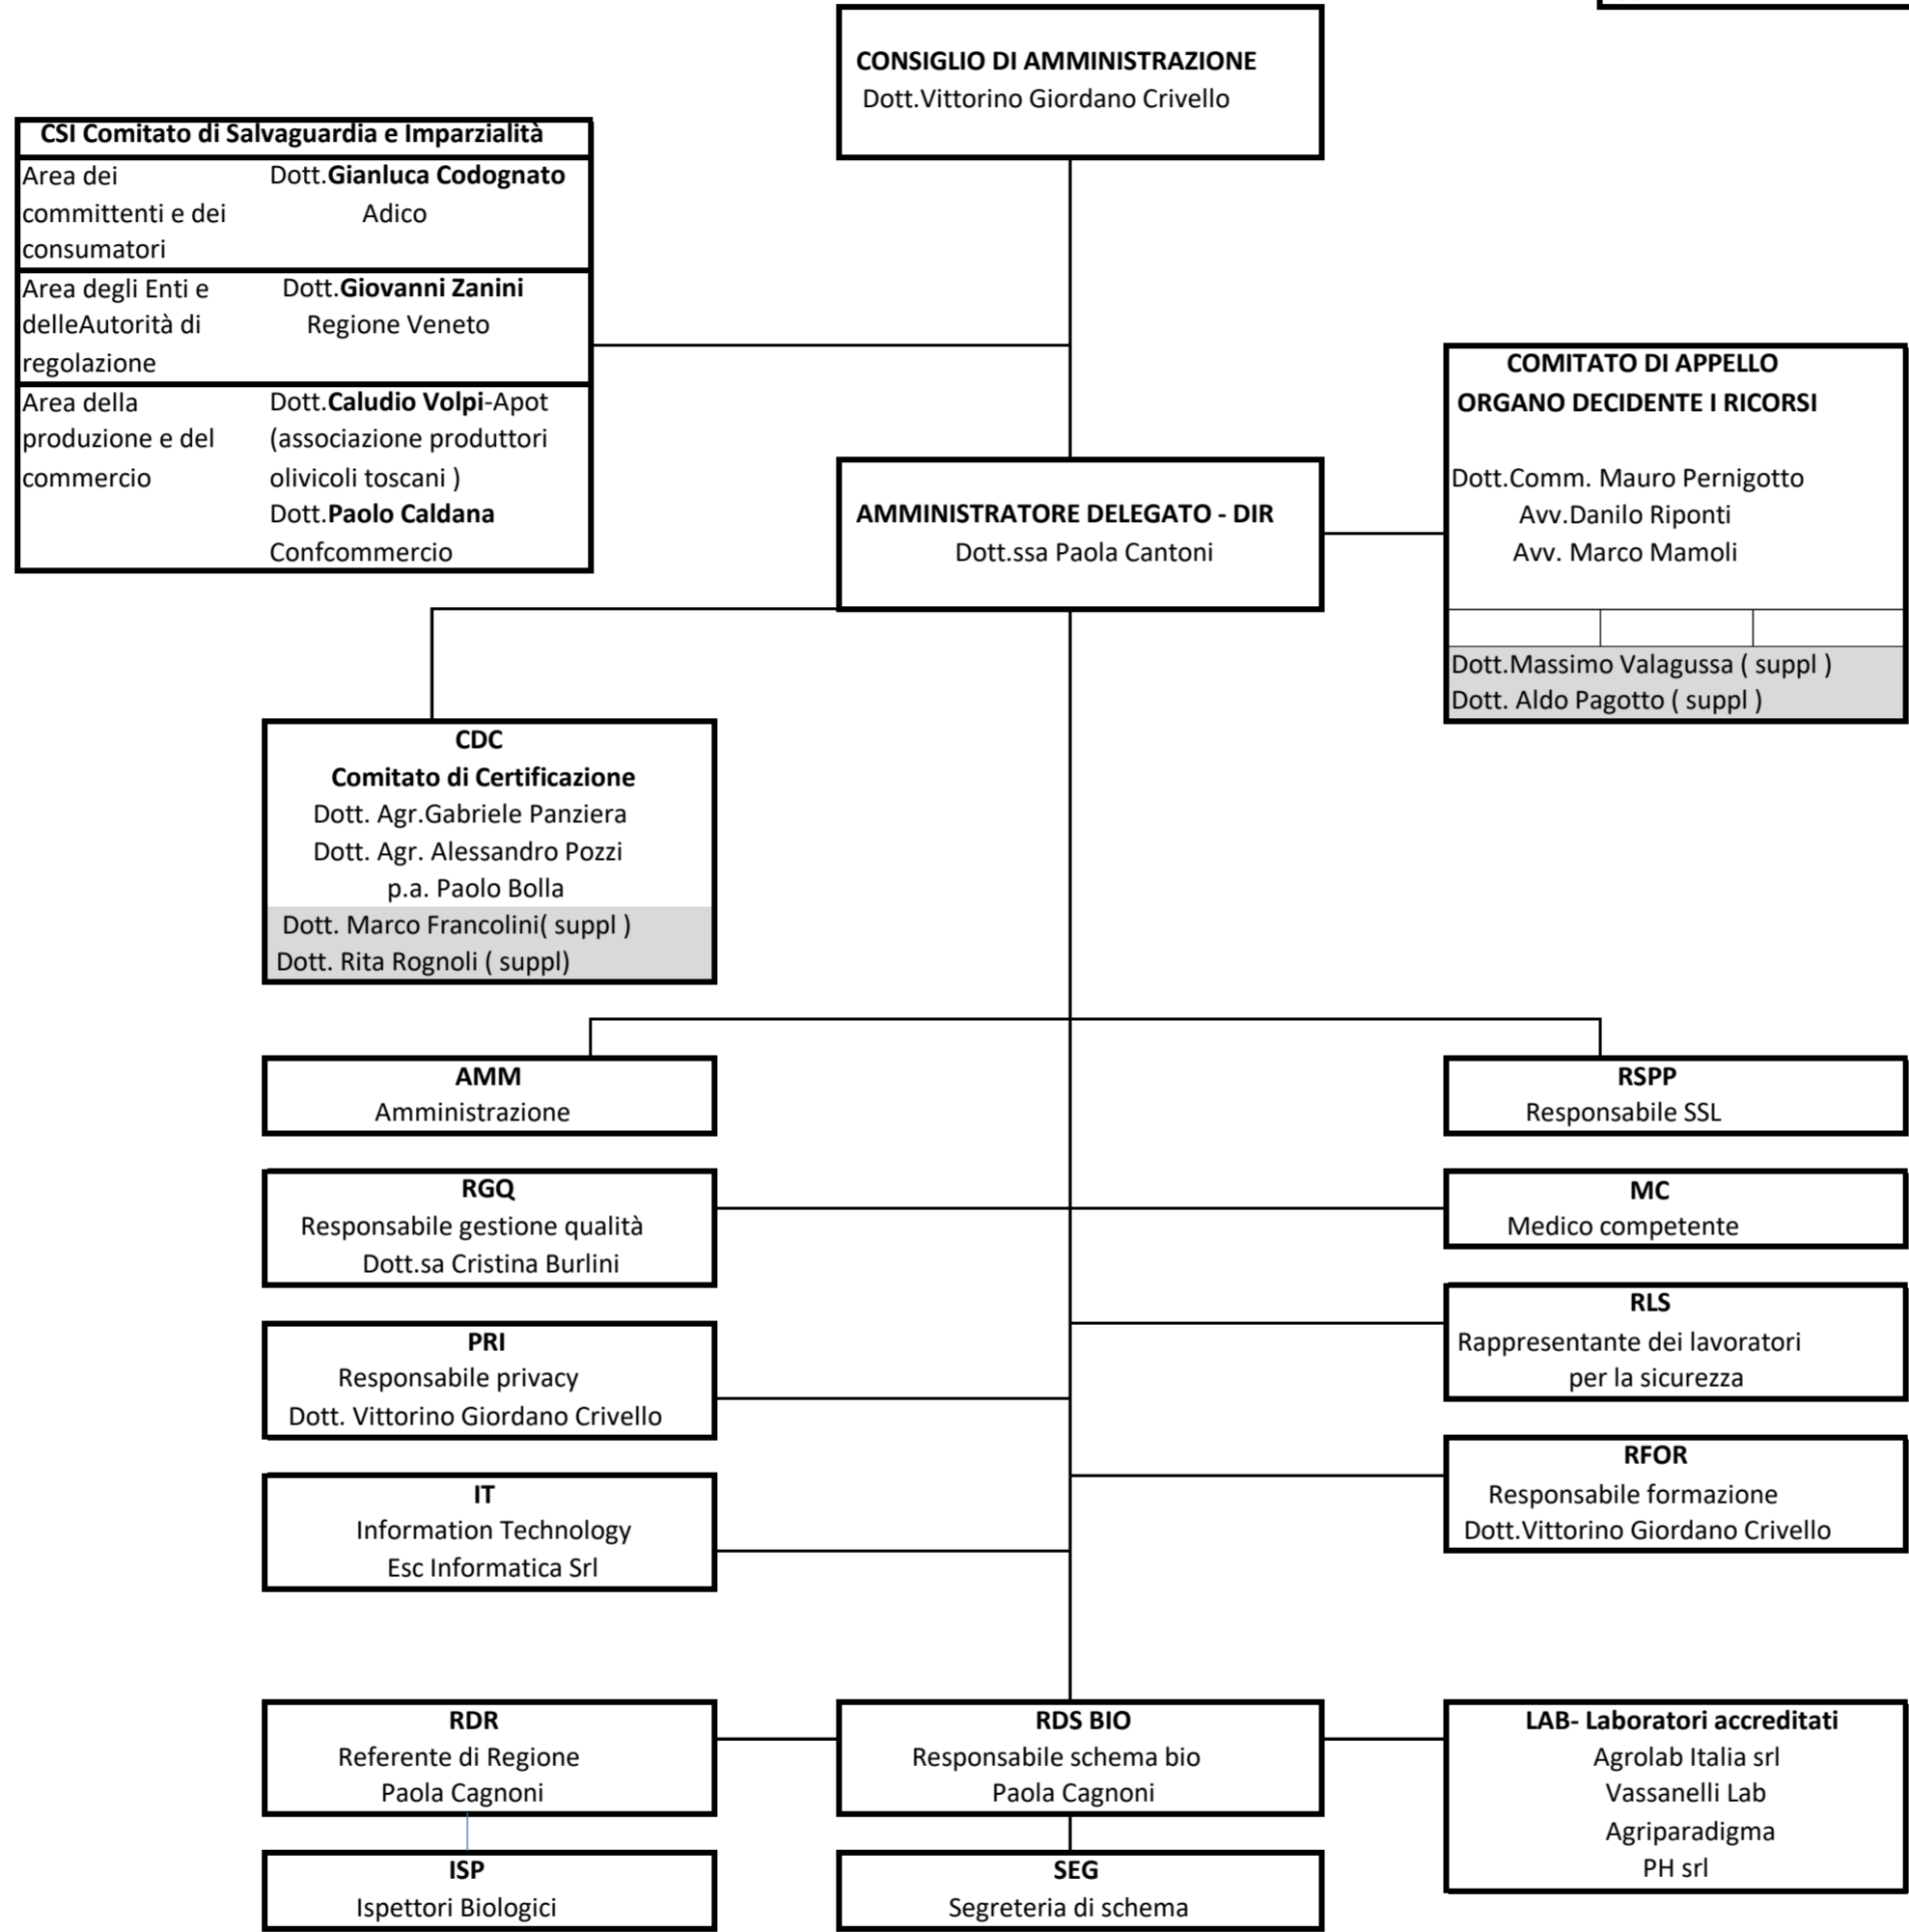 CONSIGLIO DI AMMINISTRAZIONE
Dott.Vittorino Giordano Crivello
CSI Comitato di Salvaguardia e Imparzialità
Area dei
committenti e dei
consumatori
Dott.Gianluca Codognato
Adico
Area degli Enti e
delleAutorità di
regolazione
Dott.Giovanni Zanini
Regione Veneto
Area della
produzione e del
commercio
Dott.Caludio Volpi-Apot
(associazione produttori
olivicoli toscani )
Dott.Paolo Caldana
Confcommercio
COMITATO DI APPELLO
ORGANO DECIDENTE I RICORSI
Dott.Comm. Mauro Pernigotto
Avv.Danilo Riponti
Avv. Marco Mamoli
Dott.Massimo Valagussa ( suppl )
Dott. Aldo Pagotto ( suppl )
AMMINISTRATORE DELEGATO - DIR
Dott.ssa Paola Cantoni
CDC
Comitato di Certificazione
Dott. Agr.Gabriele Panziera
Dott. Agr. Alessandro Pozzi
p.a. Paolo Bolla
Dott. Marco Francolini( suppl )
Dott. Rita Rognoli ( suppl)
AMM
Amministrazione
RSPP
Responsabile SSL
RGQ
Responsabile gestione qualità
Dott.sa Cristina Burlini
MC
Medico competente
PRI
Responsabile privacy
Dott. Vittorino Giordano Crivello
RLS
Rappresentante dei lavoratori
per la sicurezza
IT
Information Technology
Esc Informatica Srl
RFOR
Responsabile formazione
Dott.Vittorino Giordano Crivello
RDR
Referente di Regione
Paola Cagnoni
RDS BIO
Responsabile schema bio
Paola Cagnoni
LAB- Laboratori accreditati
Agrolab Italia srl
Vassanelli Lab
Agriparadigma
PH srl
ISP
Ispettori Biologici
SEG
Segreteria di schema